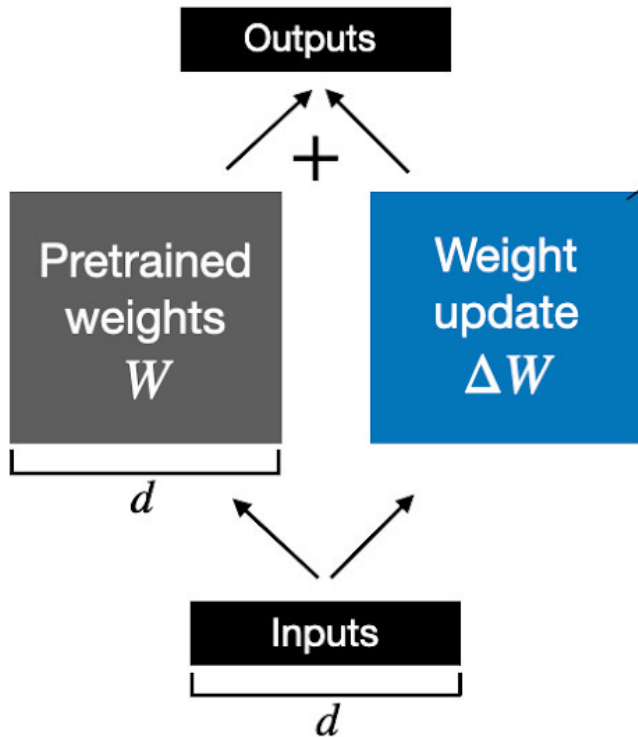 Outputs
+
Pretrained
weights
W
Weight
update
ΔW
d
Inputs
d